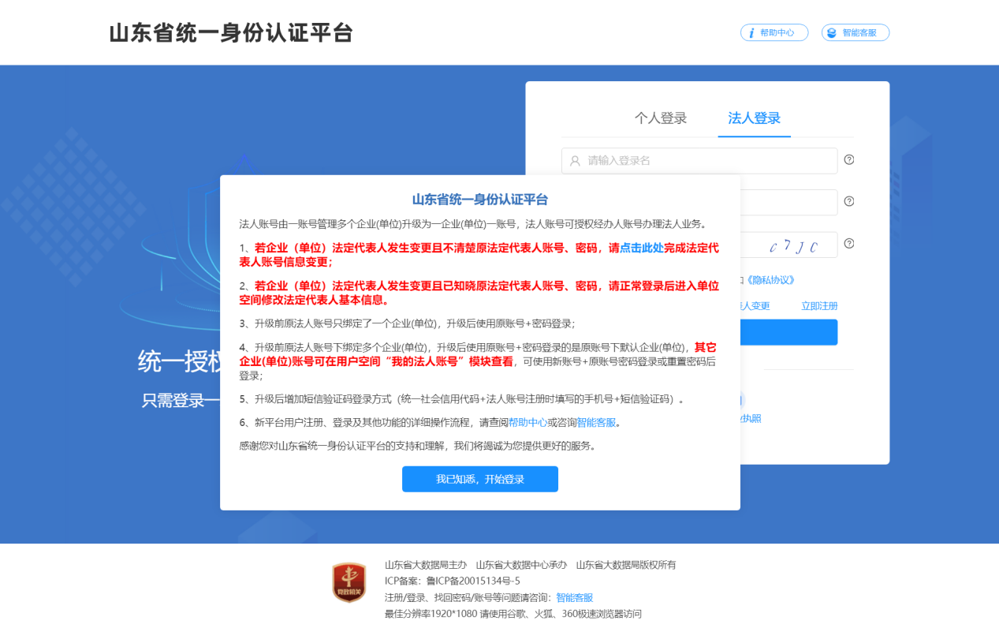 山东省统一身份认证平台
帮助中心
智能客服
个人登录
法人登录
请输入登录名
c7JC
《隐私协议》
人变更
立即注册
执照
统一授权
只需登录一
山东省统一身份认证平台
法人账号由一账号管理多个企业(单位)升级为一企业(单位)一账号，法人账号可授权经办人账号办理法人业务。
1、若企业（单位）法定代表人发生变更且不清楚原法定代表人账号、密码，请点击此处完成法定代
表人账号信息变更；
2、若企业（单位）法定代表人发生变更且已知晓原法定代表人账号、密码，请正常登录后进入单位
空间修改法定代表人基本信息。
3、升级前原法人账号只绑定了一个企业(单位)，升级后使用原账号+密码登录；
4、升级前原法人账号下绑定多个企业(单位)，升级后使用原账号+密码登录的是原账号下默认企业(单位)，其它
企业(单位)账号可在用户空间“我的法人账号”模块查看，可使用新账号+原账号密码登录或重置密码后
登录；
5、升级后增加短信验证码登录方式（统一社会信用代码+法人账号注册时填写的手机号+短信验证码）。
6、新平台用户注册、登录及其他功能的详细操作流程，请查阅帮助中心或咨询智能客服。
感谢您对山东省统一身份认证平台的支持和理解，我们将竭诚为您提供更好的服务。
我已知悉，开始登录
党政机关
山东省大数据局主办 山东省大数据中心承办 山东省大数据局版权所有
ICP备案：鲁ICP备20015134号-5
注册/登录、找回密码/账号等问题请咨询：智能客服
最佳分辨率1920*1080 请使用谷歌、火狐、360极速浏览器访问